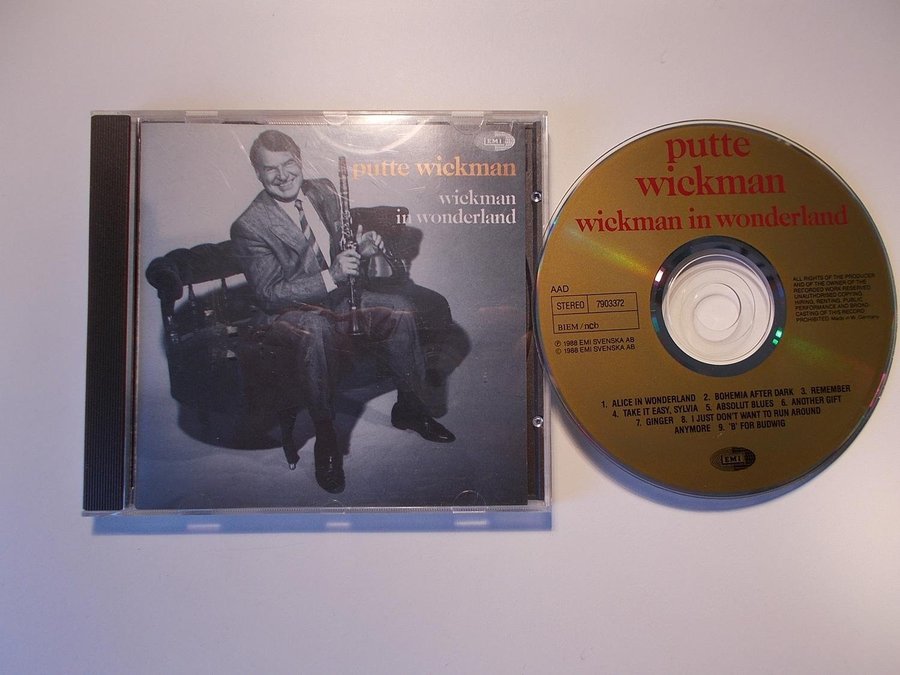 EMI
putte wickman
wickman
in wonderland
putte
wickman
wickman in wonderland
AAD
STEREO 7903372
BIEM / ncb
℗ 1988 EMI SVENSKA AB
© 1988 EMI SVENSKA AB
ALL RIGHTS OF THE PRODUCER
AND OF THE OWNER OF THE
RECORDED WORK RESERVED
UNAUTHORISED COPYING,
HIRING, RENTING, PUBLIC
PERFORMANCE AND BROAD-
CASTING OF THIS RECORD
PROHIBITED Made in W. Germany
1. ALICE IN WONDERLAND 2. BOHEMIA AFTER DARK 3. REMEMBER
4. TAKE IT EASY, SYLVIA 5. ABSOLUT BLUES 6. ANOTHER GIFT
7. GINGER 8. I JUST DON'T WANT TO RUN AROUND
ANYMORE 9. 'B' FOR BUDWIG
EMI